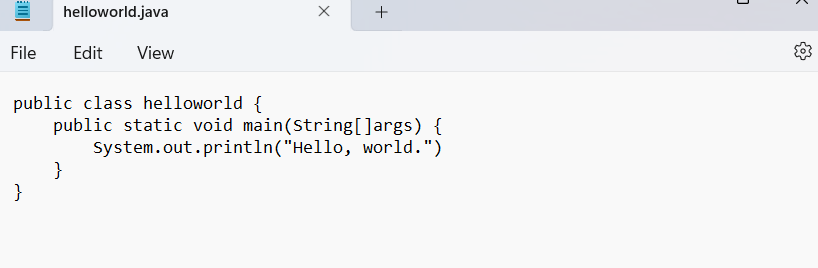 helloworld.java
File Edit View
public class helloworld {
    public static void main(String[]args) {
        System.out.println("Hello, world.")
    }
}